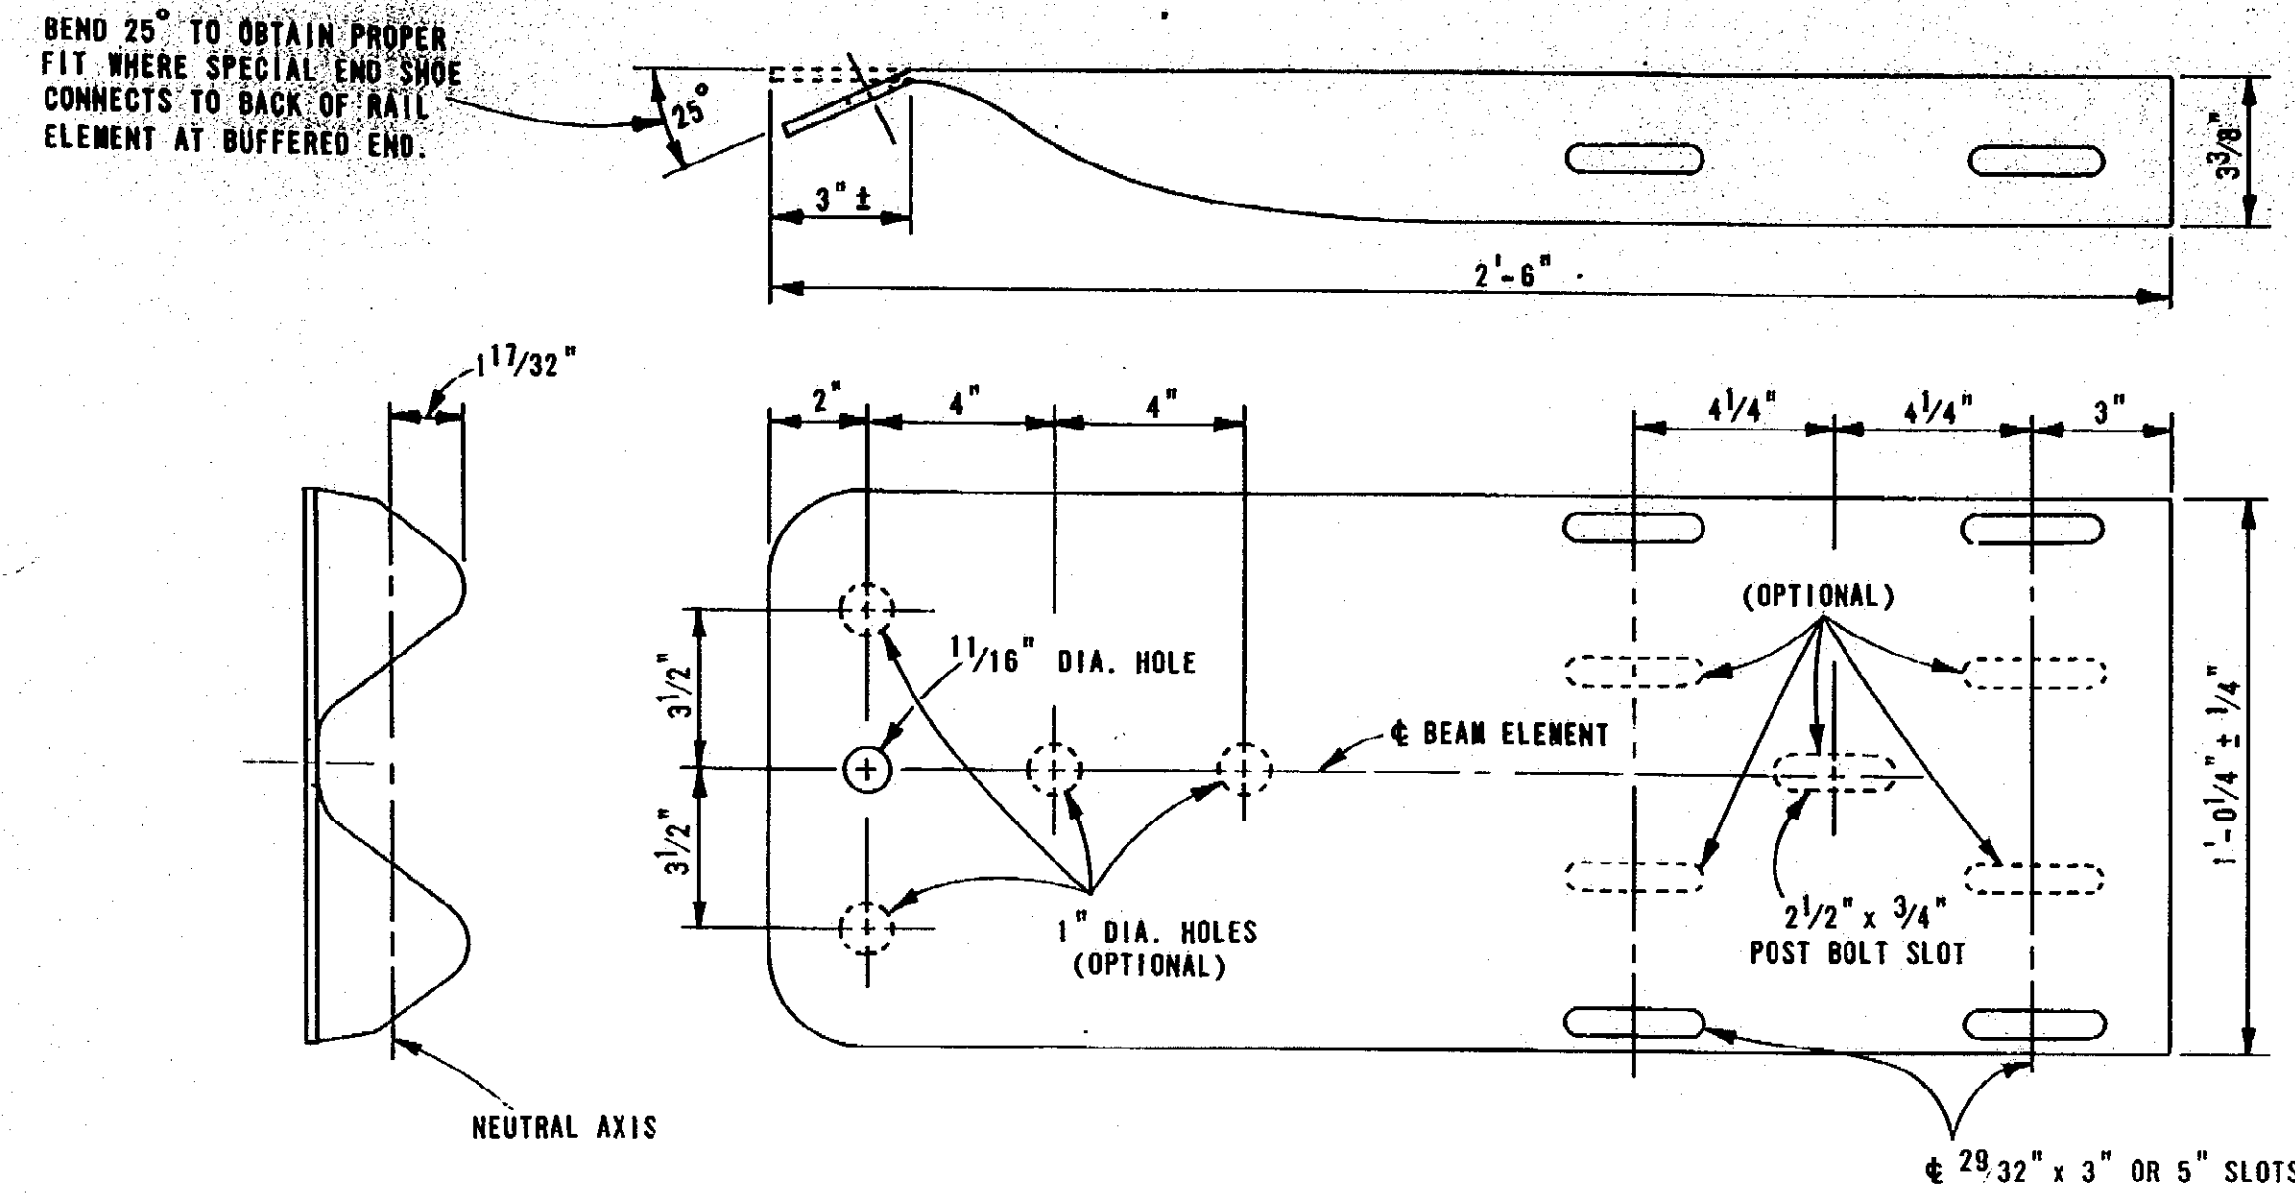 BEND 25° TO OBTAIN PROPER
FIT WHERE SPECIAL END SHOE
CONNECTS TO BACK OF RAIL
ELEMENT AT BUFFERED END.
25°
3" ±
3 3/8"
2'-6"
1 17/32"
2"
4"
4"
4 1/4"
4 1/4"
3"
(OPTIONAL)
11/16" DIA. HOLE
3 1/2"
℄ BEAM ELEMENT
1'-0 1/4" ± 1/4"
3 1/2"
1" DIA. HOLES
(OPTIONAL)
2 1/2" x 3/4"
POST BOLT SLOT
NEUTRAL AXIS
℄ 29/32" x 3" OR 5" SLOTS